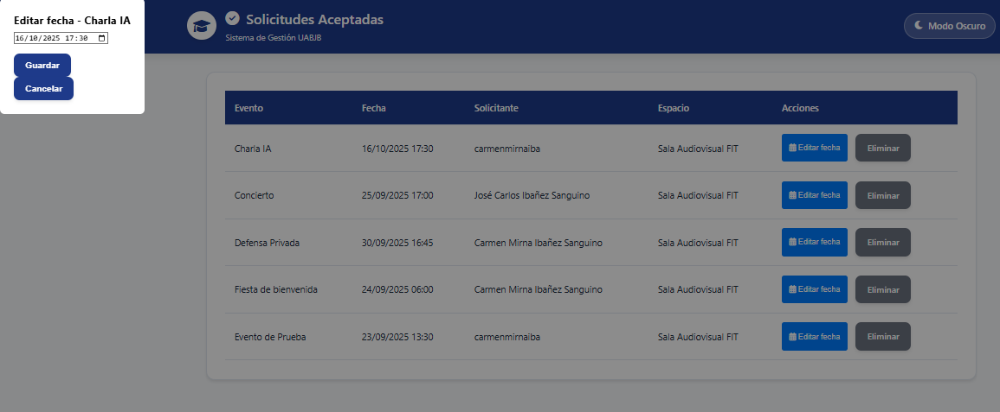 Editar fecha - Charla IA
16/10/2025 17:30
Guardar
Cancelar
Solicitudes Aceptadas
Sistema de Gestión UABJB
Modo Oscuro
Evento Fecha Solicitante Espacio Acciones
Charla IA 16/10/2025 17:30 carmenmirnaiba Sala Audiovisual FIT Editar fecha Eliminar
Concierto 25/09/2025 17:00 José Carlos Ibañez Sanguino Sala Audiovisual FIT Editar fecha Eliminar
Defensa Privada 30/09/2025 16:45 Carmen Mirna Ibañez Sanguino Sala Audiovisual FIT Editar fecha Eliminar
Fiesta de bienvenida 24/09/2025 06:00 Carmen Mirna Ibañez Sanguino Sala Audiovisual FIT Editar fecha Eliminar
Evento de Prueba 23/09/2025 13:30 carmenmirnaiba Sala Audiovisual FIT Editar fecha Eliminar